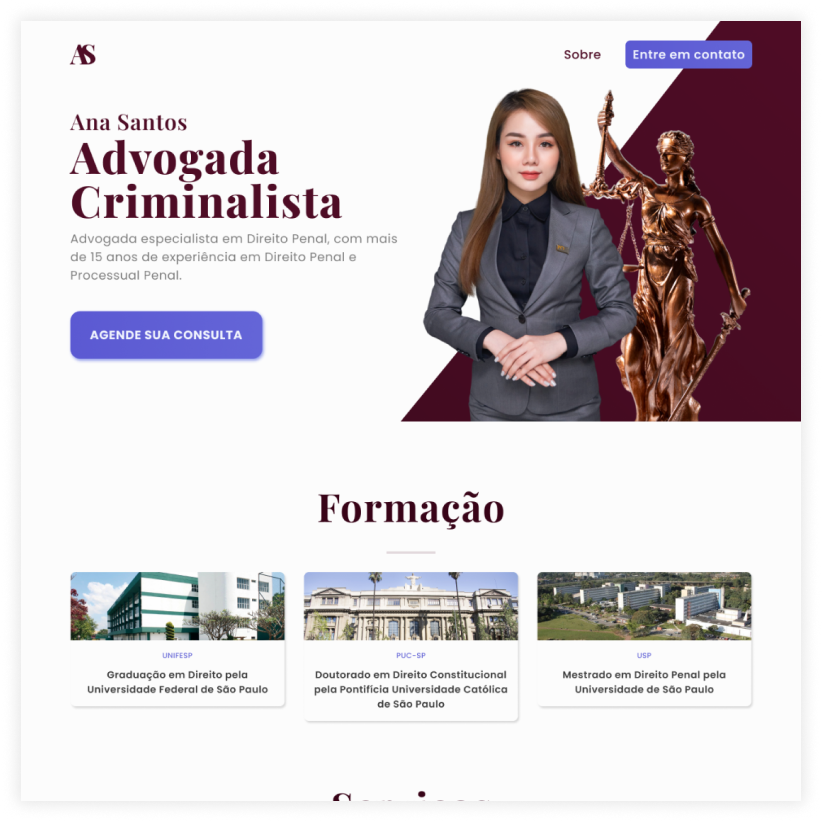 AS
Sobre
Entre em contato
Ana Santos
Advogada
Criminalista
Advogada especialista em Direito Penal, com mais
de 15 anos de experiência em Direito Penal e
Processual Penal.
AGENDE SUA CONSULTA
Formação
UNIFESP
Graduação em Direito pela
Universidade Federal de São Paulo
PUC-SP
Doutorado em Direito Constitucional
pela Pontifícia Universidade Católica
de São Paulo
USP
Mestrado em Direito Penal pela
Universidade de São Paulo